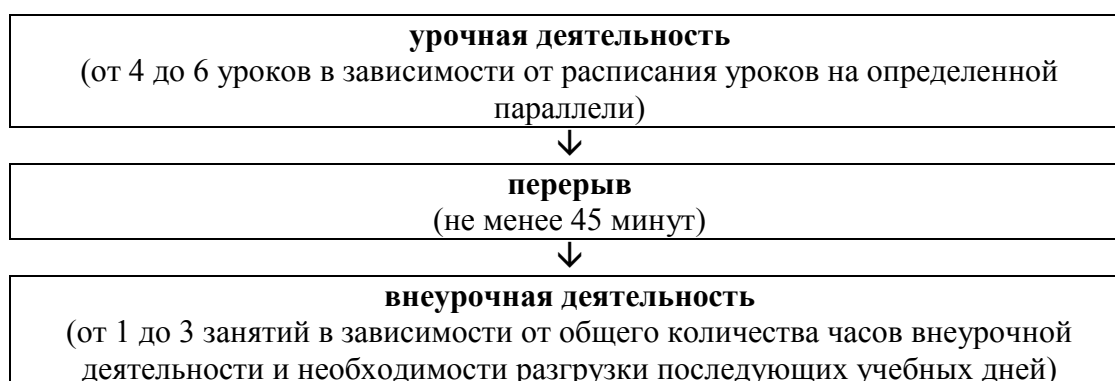 урочная деятельность
(от 4 до 6 уроков в зависимости от расписания уроков на определенной
параллели)
↓
перерыв
(не менее 45 минут)
↓
внеурочная деятельность
(от 1 до 3 занятий в зависимости от общего количества часов внеурочной
деятельности и необходимости разгрузки последующих учебных дней)